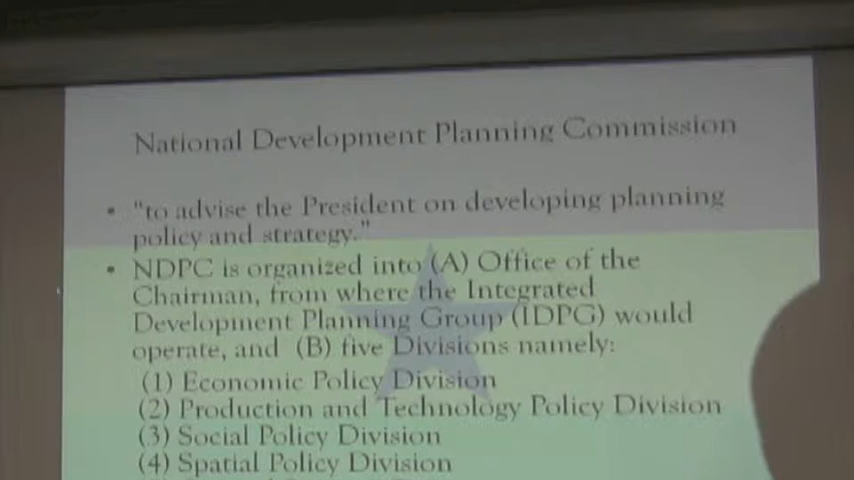 National Development Planning Commission
• "to advise the President on developing planning
policy and strategy."
• NDPC is organized into (A) Office of the
Chairman, from where the Integrated
Development Planning Group (IDPG) would
operate, and (B) five Divisions namely:
(1) Economic Policy Division
(2) Production and Technology Policy Division
(3) Social Policy Division
(4) Spatial Policy Division